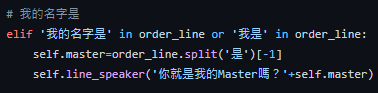 # 我的名字是
elif '我的名字是' in order_line or '我是' in order_line:
    self.master=order_line.split('是')[-1]
    self.line_speaker('你就是我的Master嗎？'+self.master)